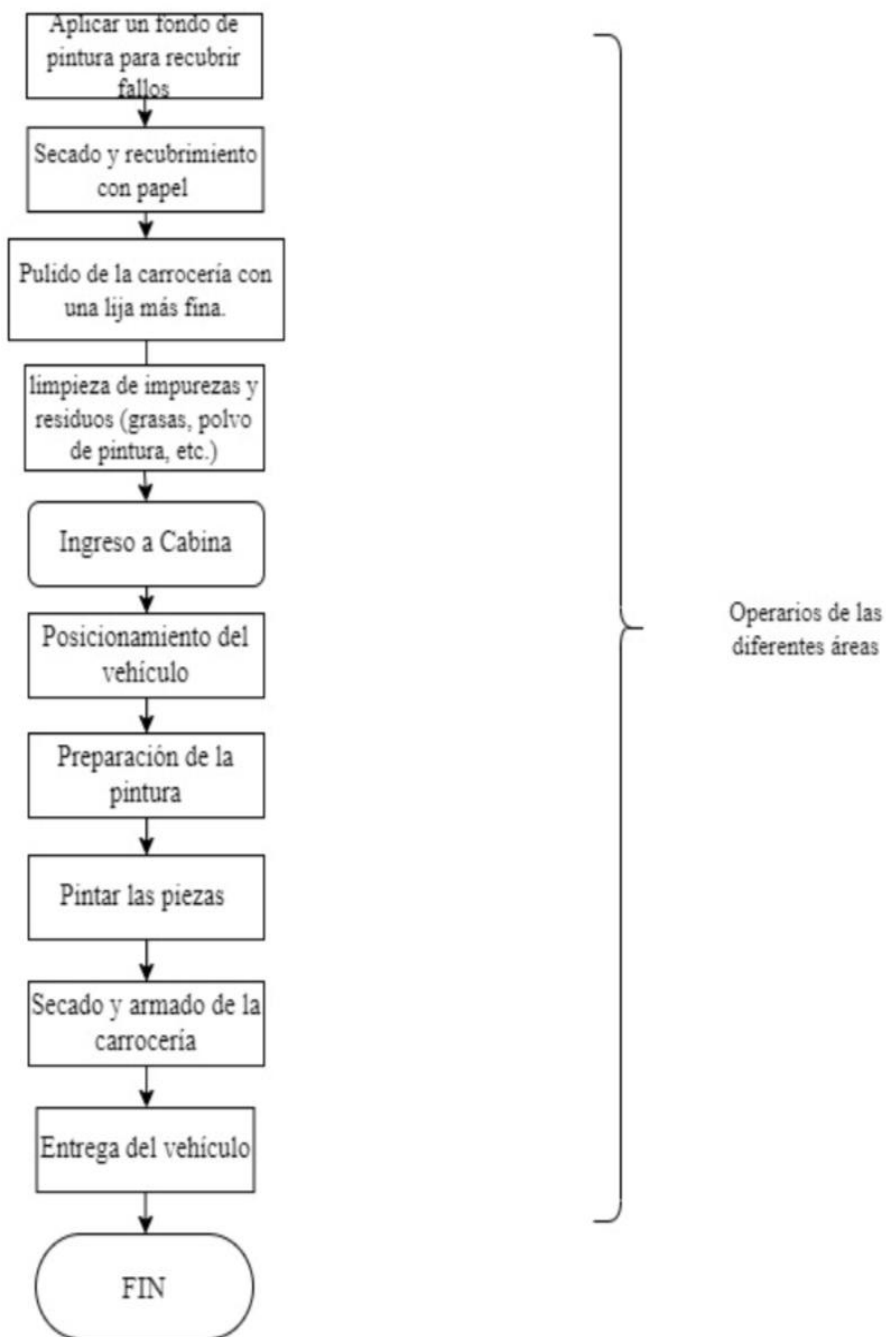 Aplicar un fondo de
pintura para recubrir
fallos
Secado y recubrimiento
con papel
Pulido de la carrocería con
una lija más fina.
limpieza de impurezas y
residuos (grasas, polvo
de pintura, etc.)
Ingreso a Cabina
Posicionamiento del
vehículo
Preparación de la
pintura
Pintar las piezas
Secado y armado de la
carrocería
Entrega del vehículo
FIN
Operarios de las
diferentes áreas